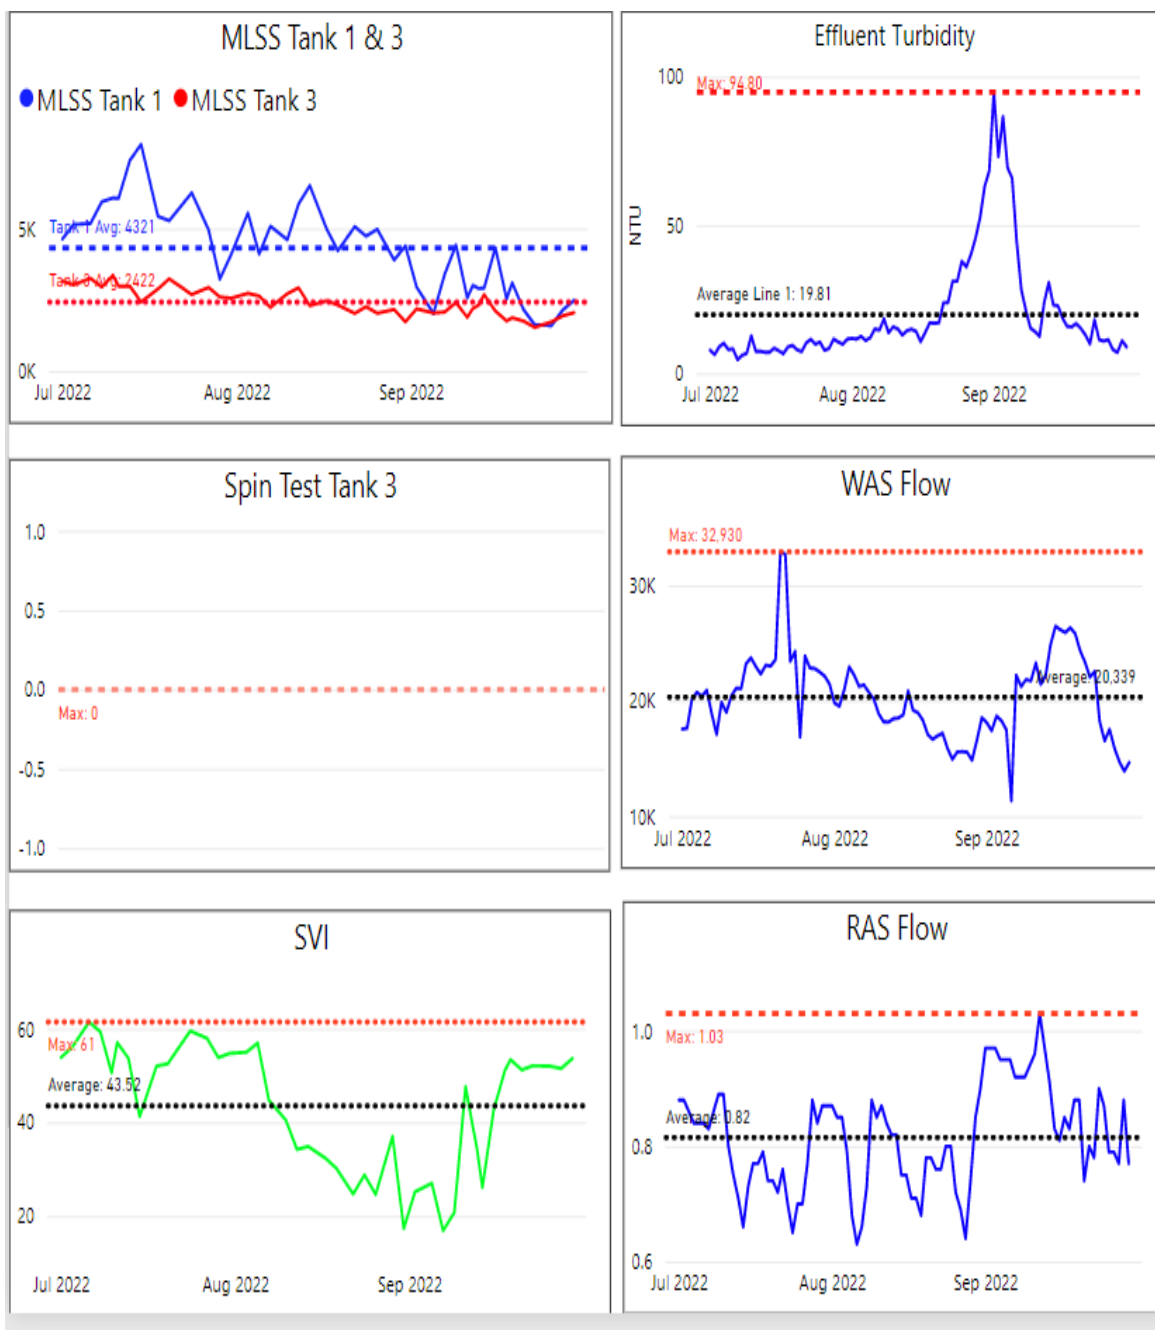 MLSS Tank 1 & 3
MLSS Tank 1 MLSS Tank 3
5K
Tank 1 Avg: 4321
Tank 3 Avg: 2422
0K
Jul 2022 Aug 2022 Sep 2022
Effluent Turbidity
100
Max: 94.80
NTU
50
Average Line 1: 19.81
0
Jul 2022 Aug 2022 Sep 2022
Spin Test Tank 3
1.0
0.5
0.0
Max: 0
-0.5
-1.0
WAS Flow
Max: 32,930
30K
Average: 20,339
20K
10K
Jul 2022 Aug 2022 Sep 2022
SVI
60
Max: 61
Average: 43.52
40
20
Jul 2022 Aug 2022 Sep 2022
RAS Flow
1.0
Max: 1.03
Average: 0.82
0.8
0.6
Jul 2022 Aug 2022 Sep 2022